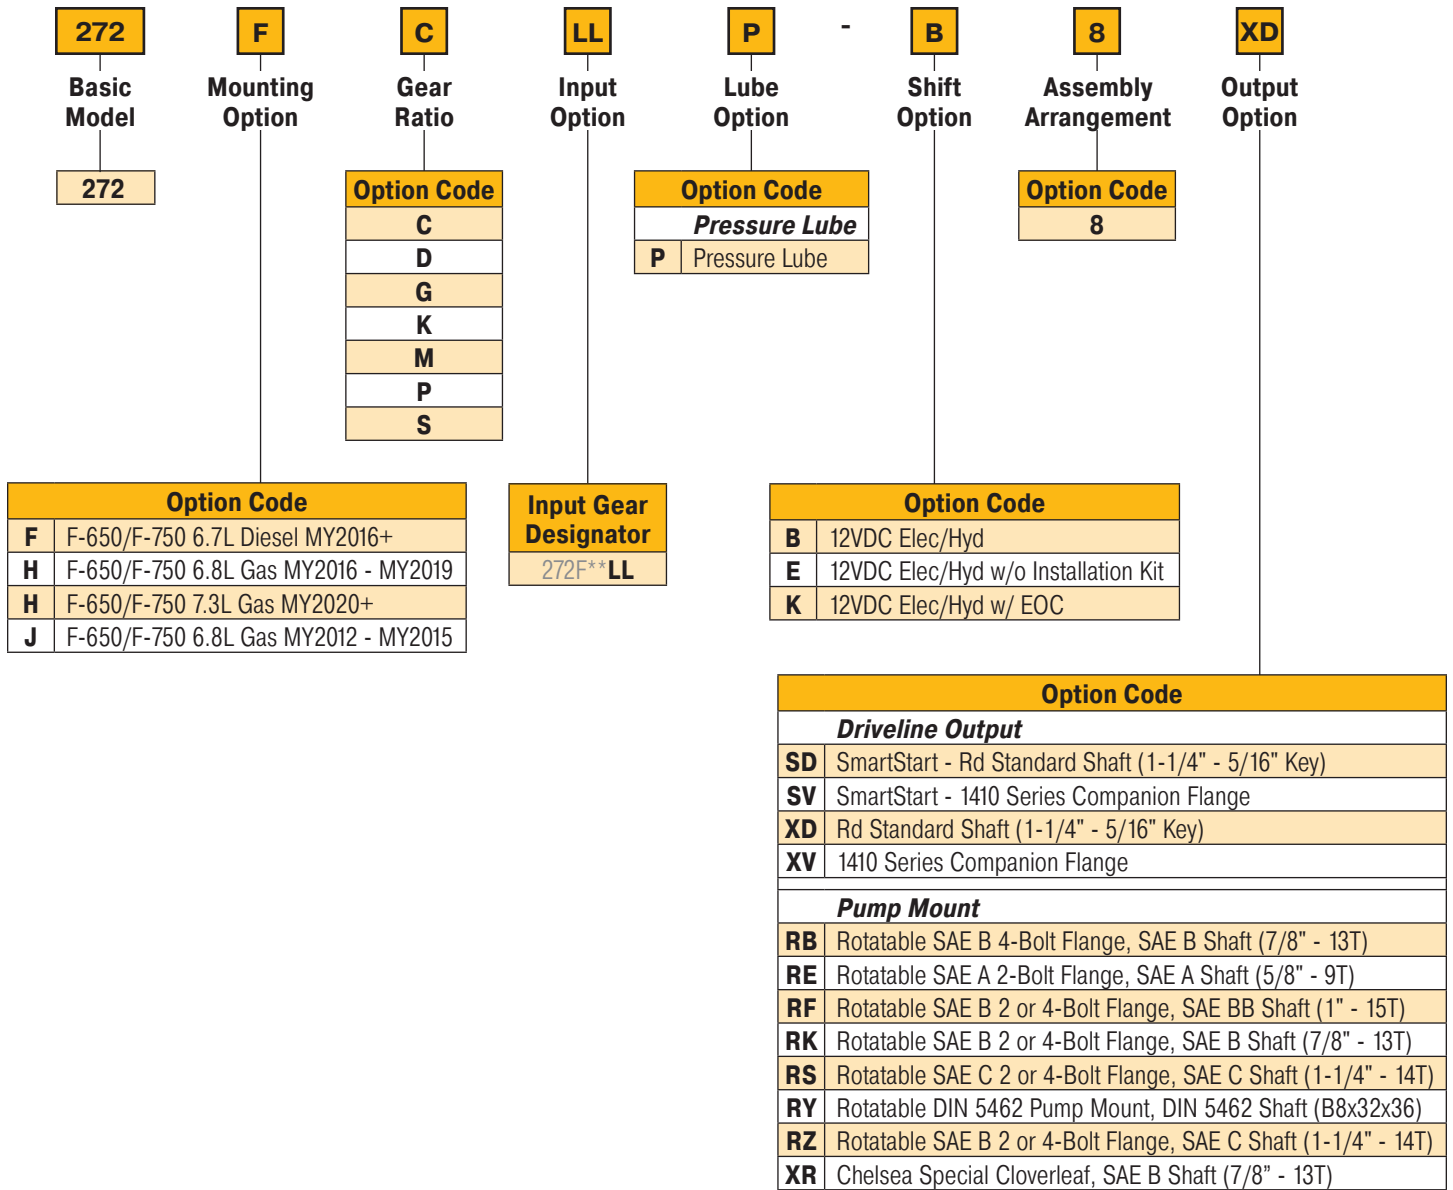 272 F C LL P - B 8 XD
Basic Model
Mounting Option
Gear Ratio
Input Option
Lube Option
Shift Option
Assembly Arrangement
Output Option
272
Option Code
C
D
G
K
M
P
S
Option Code
Pressure Lube
P Pressure Lube
Option Code
8
Option Code
F F-650/F-750 6.7L Diesel MY2016+
H F-650/F-750 6.8L Gas MY2016 - MY2019
H F-650/F-750 7.3L Gas MY2020+
J F-650/F-750 6.8L Gas MY2012 - MY2015
Input Gear
Designator
272F**LL
Option Code
B 12VDC Elec/Hyd
E 12VDC Elec/Hyd w/o Installation Kit
K 12VDC Elec/Hyd w/ EOC
Option Code
Driveline Output
SD SmartStart - Rd Standard Shaft (1-1/4" - 5/16" Key)
SV SmartStart - 1410 Series Companion Flange
XD Rd Standard Shaft (1-1/4" - 5/16" Key)
XV 1410 Series Companion Flange
Pump Mount
RB Rotatable SAE B 4-Bolt Flange, SAE B Shaft (7/8" - 13T)
RE Rotatable SAE A 2-Bolt Flange, SAE A Shaft (5/8" - 9T)
RF Rotatable SAE B 2 or 4-Bolt Flange, SAE BB Shaft (1" - 15T)
RK Rotatable SAE B 2 or 4-Bolt Flange, SAE B Shaft (7/8" - 13T)
RS Rotatable SAE C 2 or 4-Bolt Flange, SAE C Shaft (1-1/4" - 14T)
RY Rotatable DIN 5462 Pump Mount, DIN 5462 Shaft (B8x32x36)
RZ Rotatable SAE B 2 or 4-Bolt Flange, SAE C Shaft (1-1/4" - 14T)
XR Chelsea Special Cloverleaf, SAE B Shaft (7/8" - 13T)